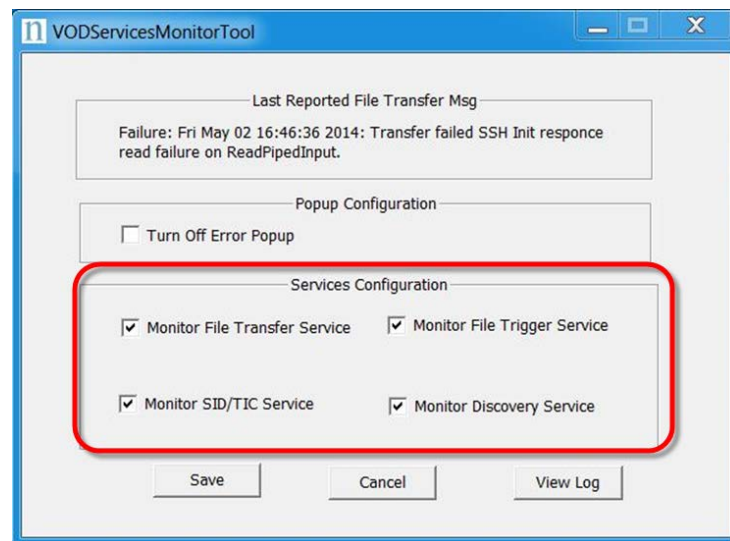 n VODServicesMonitorTool
Last Reported File Transfer Msg
Failure: Fri May 02 16:46:36 2014: Transfer failed SSH Init responce
read failure on ReadPipedInput.
Popup Configuration
Turn Off Error Popup
Services Configuration
Monitor File Transfer Service
Monitor File Trigger Service
Monitor SID/TIC Service
Monitor Discovery Service
Save
Cancel
View Log